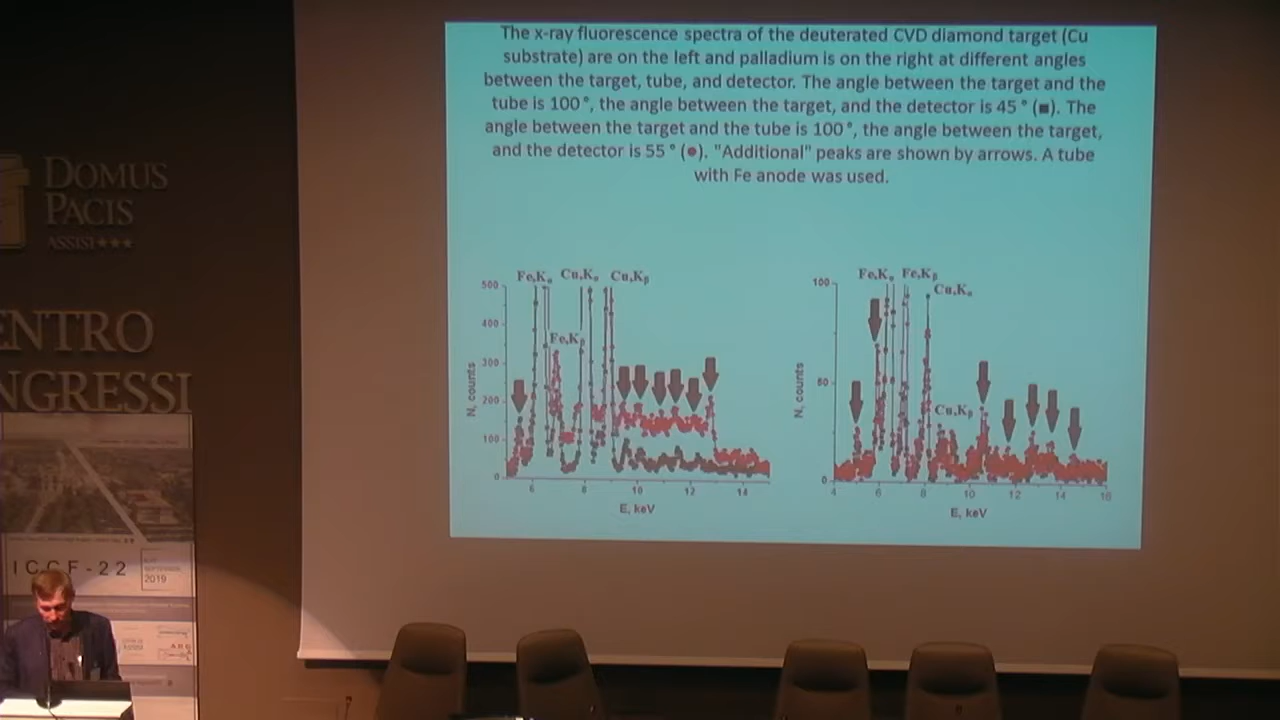 The x-ray fluorescence spectra of the deuterated CVD diamond target (Cu
substrate) are on the left and palladium is on the right at different angles
between the target, tube, and detector. The angle between the target and the
tube is 100°, the angle between the target, and the detector is 45 ° (■). The
angle between the target and the tube is 100°, the angle between the target,
and the detector is 55 ° (●). "Additional" peaks are shown by arrows. A tube
with Fe anode was used.
Fe,Kα Cu,Kα Cu,Kβ
Fe,Kβ
500
400
300
200
100
0
N, counts
6 8 10 12 14
E, keV
Fe,Kα Fe,Kβ
Cu,Kα
Cu,Kβ
100
50
0
N, counts
4 6 8 10 12 14 16
E, keV
DOMUS
PACIS
ASSISI★★★
ENTRO
NGRESSI
ICCF-22
2019